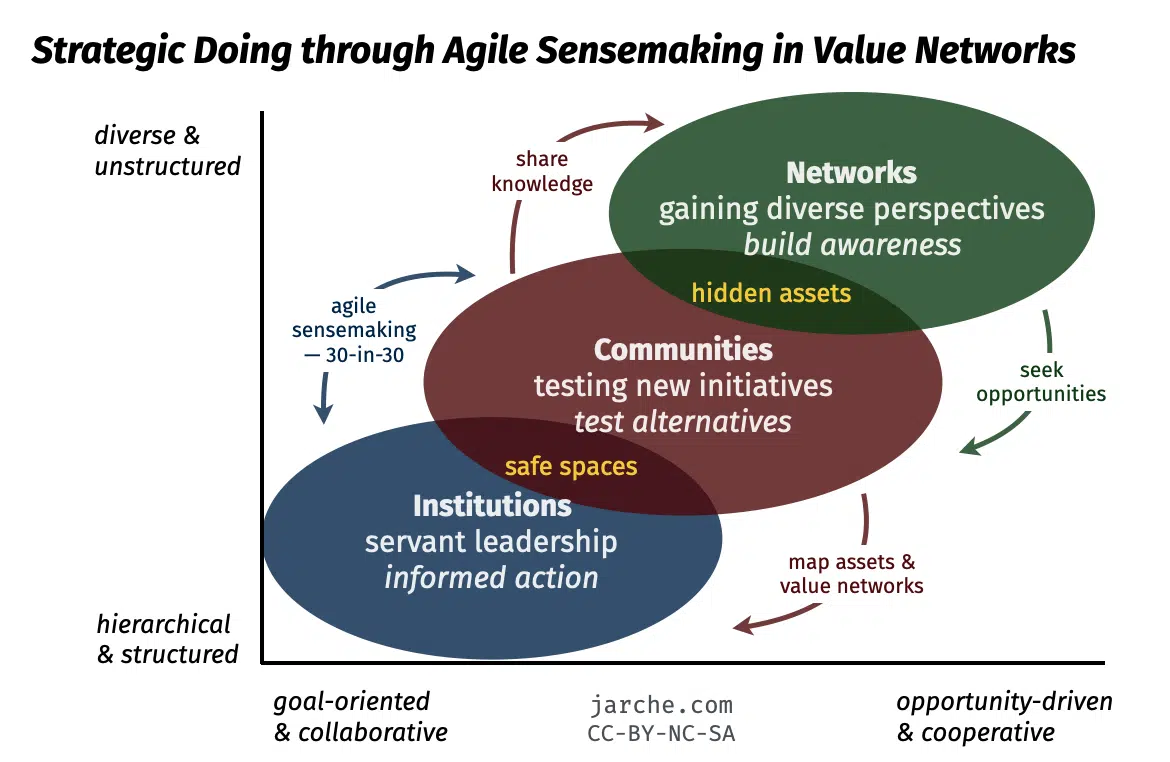 Strategic Doing through Agile Sensemaking in Value Networks
diverse &
unstructured
share
knowledge
Networks
gaining diverse perspectives
build awareness
hidden assets
agile
sensemaking
— 30-in-30
Communities
testing new initiatives
test alternatives
seek
opportunities
safe spaces
Institutions
servant leadership
informed action
map assets &
value networks
hierarchical
& structured
goal-oriented
& collaborative
jarche.com
CC-BY-NC-SA
opportunity-driven
& cooperative